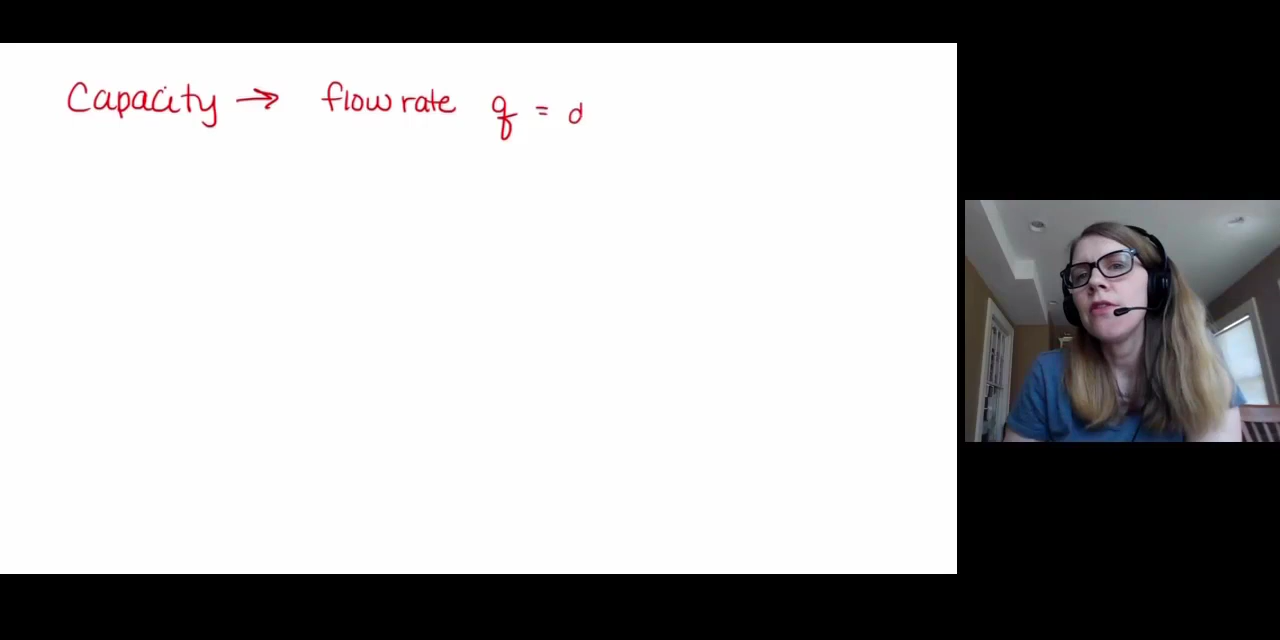 Capacity → flow rate q = d